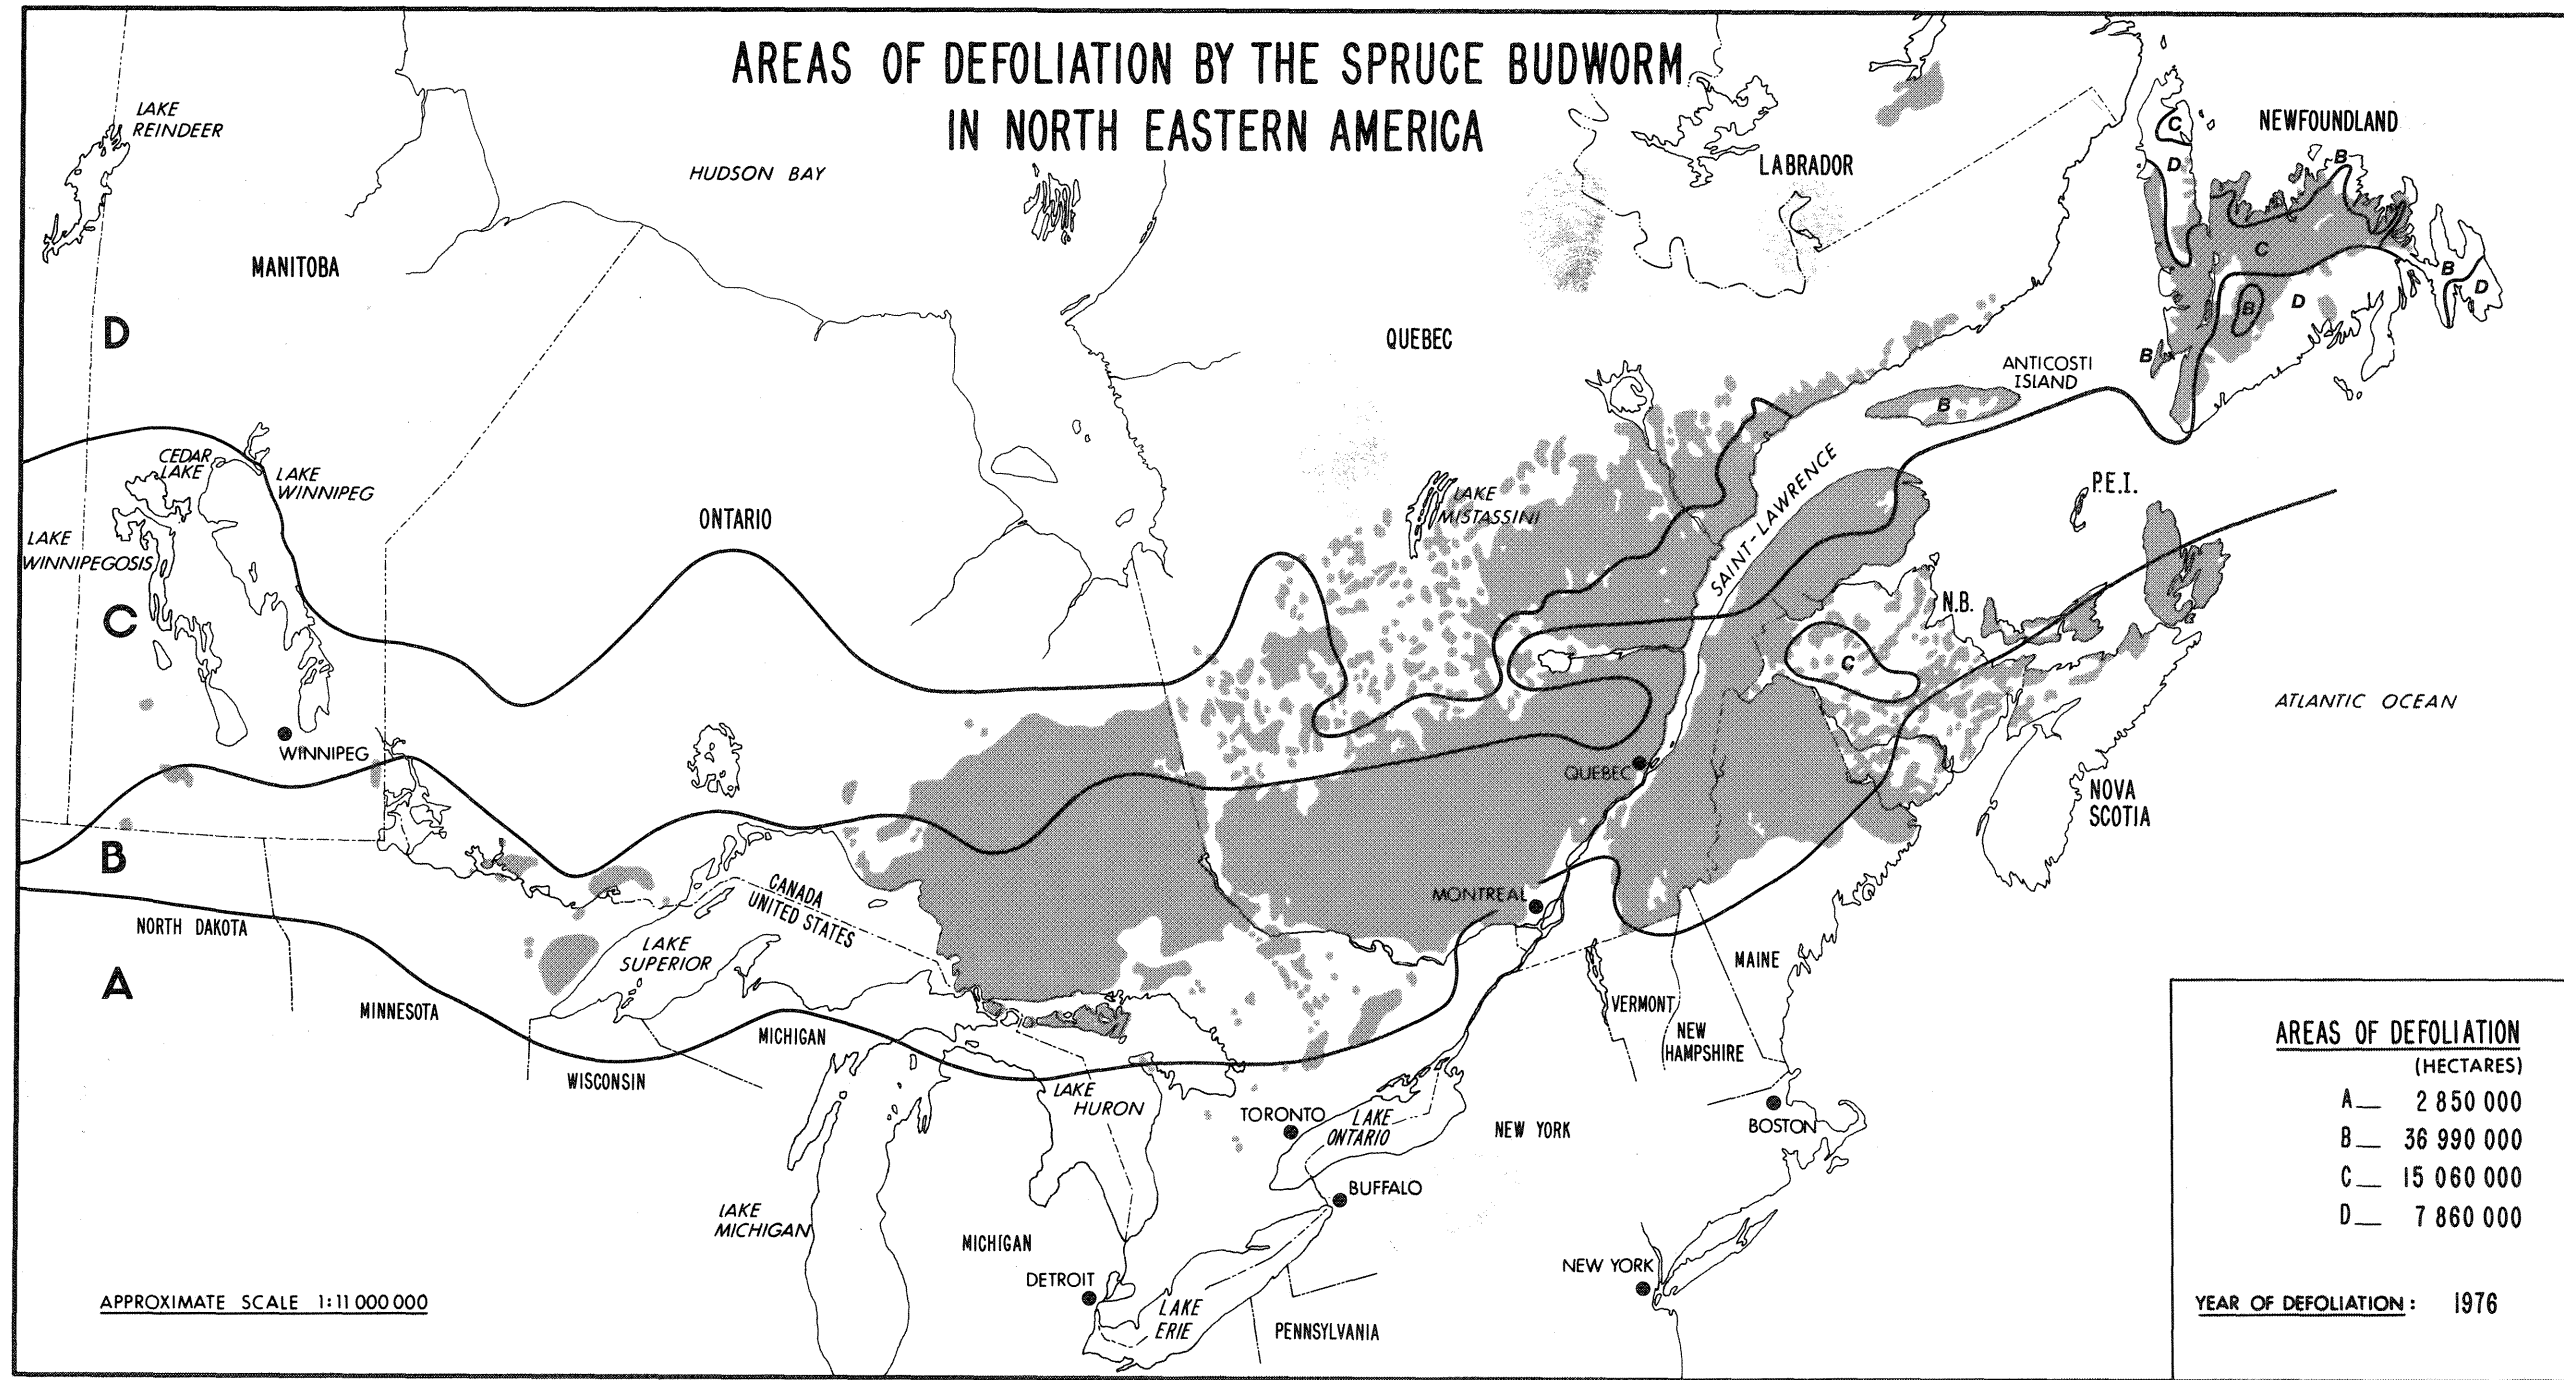 AREAS OF DEFOLIATION BY THE SPRUCE BUDWORM
IN NORTH EASTERN AMERICA
LAKE
REINDEER
HUDSON BAY
MANITOBA
LABRADOR
NEWFOUNDLAND
C
D
B
C
B
D
B
D
B
D
QUEBEC
ANTICOSTI
ISLAND
B
CEDAR
LAKE
LAKE
WINNIPEG
LAKE
WINNIPEGOSIS
ONTARIO
LAKE
MISTASSINI
SAINT-LAWRENCE
P.E.I.
N.B.
C
C
ATLANTIC OCEAN
WINNIPEG
QUEBEC
NOVA
SCOTIA
B
CANADA
UNITED STATES
MONTREAL
NORTH DAKOTA
LAKE
SUPERIOR
MAINE
A
MINNESOTA
MICHIGAN
VERMONT
NEW
HAMPSHIRE
WISCONSIN
LAKE
HURON
TORONTO
LAKE
ONTARIO
NEW YORK
BOSTON
BUFFALO
LAKE
MICHIGAN
MICHIGAN
DETROIT
NEW YORK
LAKE
ERIE
PENNSYLVANIA
APPROXIMATE SCALE 1:11 000 000
AREAS OF DEFOLIATION
(HECTARES)
A— 2 850 000
B— 36 990 000
C— 15 060 000
D— 7 860 000
YEAR OF DEFOLIATION: 1976